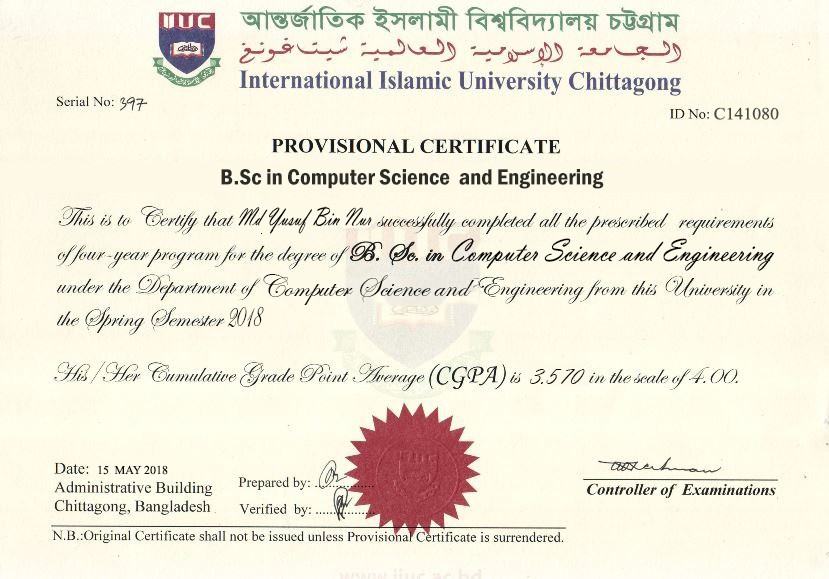 IIUC
আন্তর্জাতিক ইসলামী বিশ্ববিদ্যালয় চট্টগ্রাম
الجامعة الإسلامية العالمية شيتاغونغ
International Islamic University Chittagong
Serial No: 397
ID No: C141080
PROVISIONAL CERTIFICATE
B.Sc in Computer Science and Engineering
This is to Certify that Md Yusuf Bin Nur successfully completed all the prescribed requirements
of four-year program for the degree of B. Sc. in Computer Science and Engineering
under the Department of Computer Science and Engineering from this University in
the Spring Semester 2018
His / Her Cumulative Grade Point Average (CGPA) is 3.570 in the scale of 4.00.
Date: 15 MAY 2018
Administrative Building
Chittagong, Bangladesh
Prepared by:
Verified by:
Controller of Examinations
N.B.:Original Certificate shall not be issued unless Provisional Certificate is surrendered.
www.iiuc.ac.bd